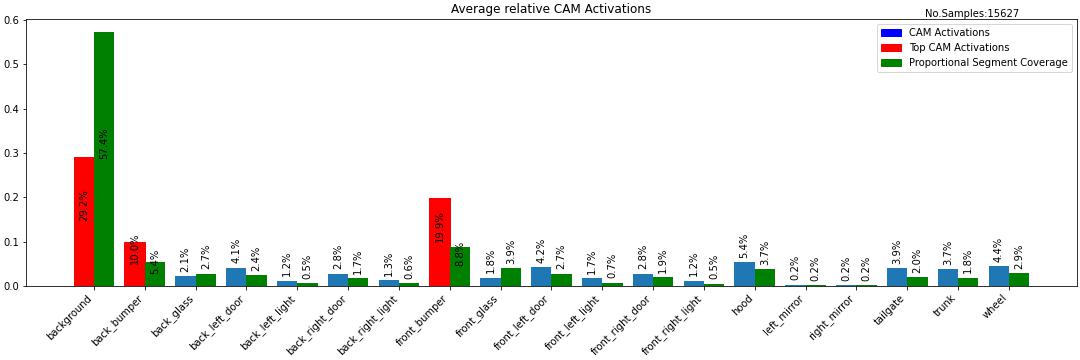 Average relative CAM Activations
No.Samples:15627
CAM Activations
Top CAM Activations
Proportional Segment Coverage
0.6
0.5
0.4
0.3
0.2
0.1
0.0
29.2%
57.4%
10.0%
5.4%
2.1%
2.7%
4.1%
2.4%
1.2%
0.5%
2.8%
1.7%
1.3%
0.6%
19.9%
8.8%
1.8%
3.9%
4.2%
2.7%
1.7%
0.7%
2.8%
1.9%
1.2%
0.5%
5.4%
3.7%
0.2%
0.2%
0.2%
0.2%
3.9%
2.0%
3.7%
1.8%
4.4%
2.9%
background
back_bumper
back_glass
back_left_door
back_left_light
back_right_door
back_right_light
front_bumper
front_glass
front_left_door
front_left_light
front_right_door
front_right_light
hood
left_mirror
right_mirror
tailgate
trunk
wheel